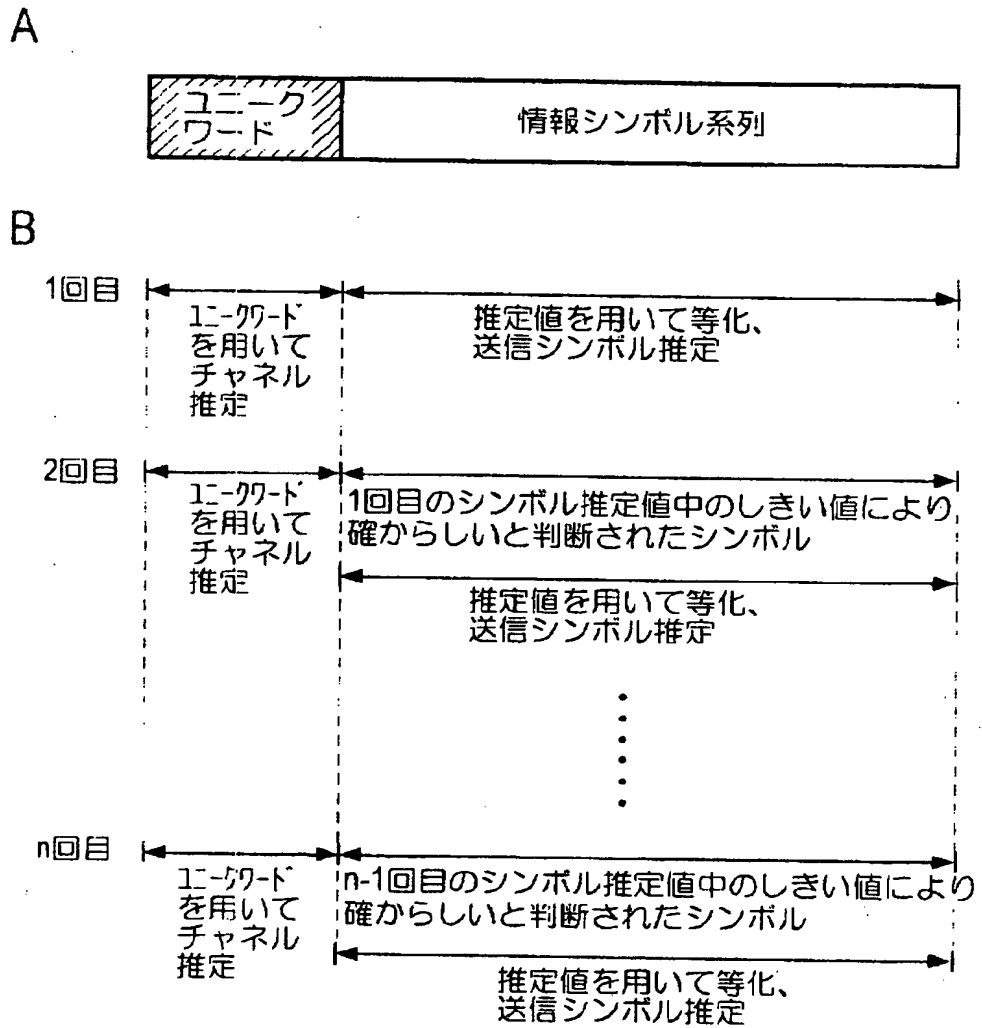 A
ユニーク
ワード
情報シンボル系列
B
1回目
ユニークワード
を用いて
チャネル
推定
推定値を用いて等化、
送信シンボル推定
2回目
ユニークワード
を用いて
チャネル
推定
1回目のシンボル推定値中のしきい値により
確からしいと判断されたシンボル
推定値を用いて等化、
送信シンボル推定
n回目
ユニークワード
を用いて
チャネル
推定
n-1回目のシンボル推定値中のしきい値により
確からしいと判断されたシンボル
推定値を用いて等化、
送信シンボル推定